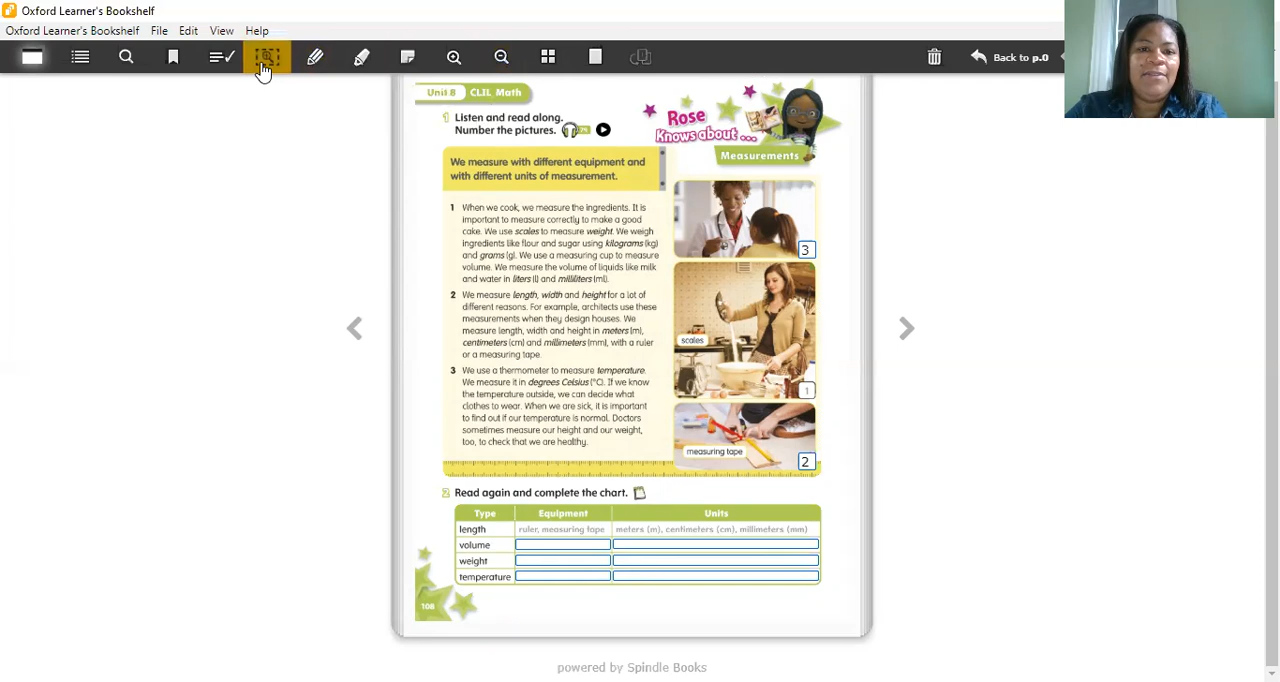 Oxford Learner's Bookshelf
Oxford Learner's Bookshelf File Edit View Help
Back to p.0
Unit 8 CLIL Math
1 Listen and read along.
Number the pictures.
Rose
Knows about ...
Measurements
We measure with different equipment and
with different units of measurement.
1 When we cook, we measure the ingredients. It is
important to measure correctly to make a good
cake. We use scales to measure weight. We weigh
ingredients like flour and sugar using kilograms (kg)
and grams (g). We use a measuring cup to measure
volume. We measure the volume of liquids like milk
and water in liters (l) and milliliters (ml).
2 We measure length, width and height for a lot of
different reasons. For example, architects use these
measurements when they design houses. We
measure length, width and height in meters (m),
centimeters (cm) and millimeters (mm), with a ruler
or a measuring tape.
3 We use a thermometer to measure temperature.
We measure it in degrees Celsius (°C). If we know
the temperature outside, we can decide what
clothes to wear. When we are sick, it is important
to find out if our temperature is normal. Doctors
sometimes measure our height and our weight,
too, to check that we are healthy.
3
scales
1
measuring tape
2
2 Read again and complete the chart.
Type Equipment Units
length ruler, measuring tape meters (m), centimeters (cm), millimeters (mm)
volume
weight
temperature
108
powered by Spindle Books